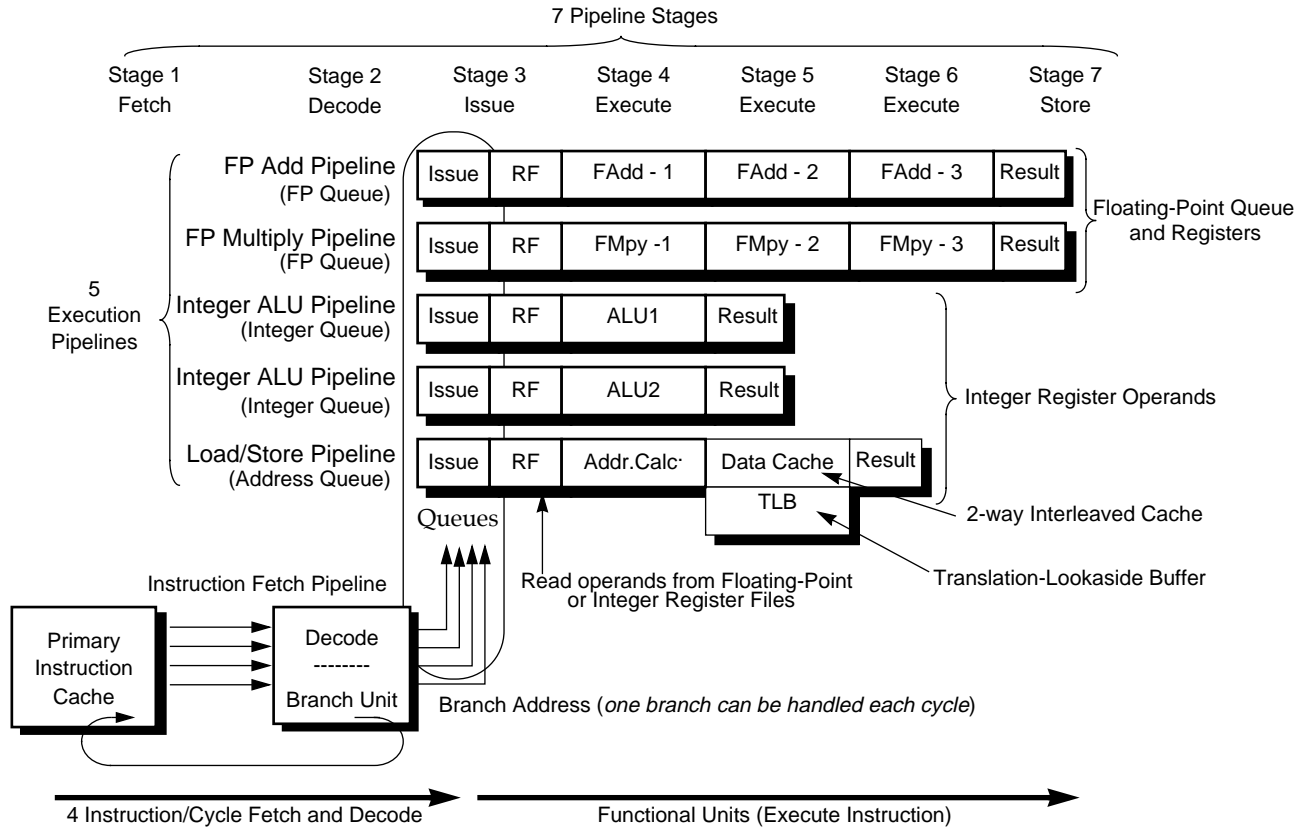 7 Pipeline Stages
Stage 1 Stage 2 Stage 3 Stage 4 Stage 5 Stage 6 Stage 7
Fetch Decode Issue Execute Execute Execute Store
FP Add Pipeline
(FP Queue)
Issue RF FAdd - 1 FAdd - 2 FAdd - 3 Result
Floating-Point Queue
and Registers
FP Multiply Pipeline
(FP Queue)
Issue RF FMpy -1 FMpy - 2 FMpy - 3 Result
5
Execution
Pipelines
Integer ALU Pipeline
(Integer Queue)
Issue RF ALU1 Result
Integer ALU Pipeline
(Integer Queue)
Issue RF ALU2 Result
Integer Register Operands
Load/Store Pipeline
(Address Queue)
Issue RF Addr.Calc. Data Cache Result
TLB
2-way Interleaved Cache
Translation-Lookaside Buffer
Queues
Read operands from Floating-Point
or Integer Register Files
Instruction Fetch Pipeline
Primary
Instruction
Cache
Decode
--------
Branch Unit
Branch Address (one branch can be handled each cycle)
4 Instruction/Cycle Fetch and Decode
Functional Units (Execute Instruction)